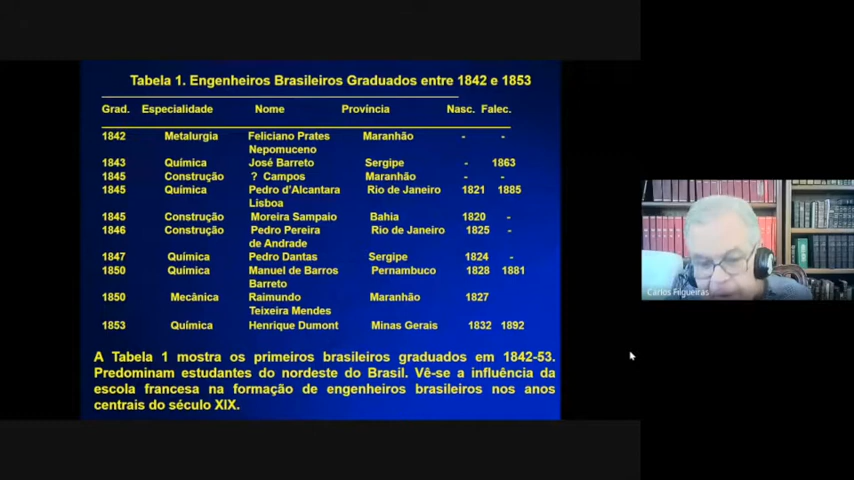 Tabela 1. Engenheiros Brasileiros Graduados entre 1842 e 1853
Grad. Especialidade Nome Província Nasc. Falec.
1842 Metalurgia Feliciano Prates Maranhão - -
Nepomuceno
1843 Química José Barreto Sergipe - 1863
1845 Construção ? Campos Maranhão - -
1845 Química Pedro d'Alcantara Rio de Janeiro 1821 1885
Lisboa
1845 Construção Moreira Sampaio Bahia 1820 -
1846 Construção Pedro Pereira Rio de Janeiro 1825 -
de Andrade
1847 Química Pedro Dantas Sergipe 1824 -
1850 Química Manuel de Barros Pernambuco 1828 1881
Barreto
1850 Mecânica Raimundo Maranhão 1827
Teixeira Mendes
1853 Química Henrique Dumont Minas Gerais 1832 1892
A Tabela 1 mostra os primeiros brasileiros graduados em 1842-53.
Predominam estudantes do nordeste do Brasil. Vê-se a influência da
escola francesa na formação de engenheiros brasileiros nos anos
centrais do século XIX.
Carlos Filgueiras